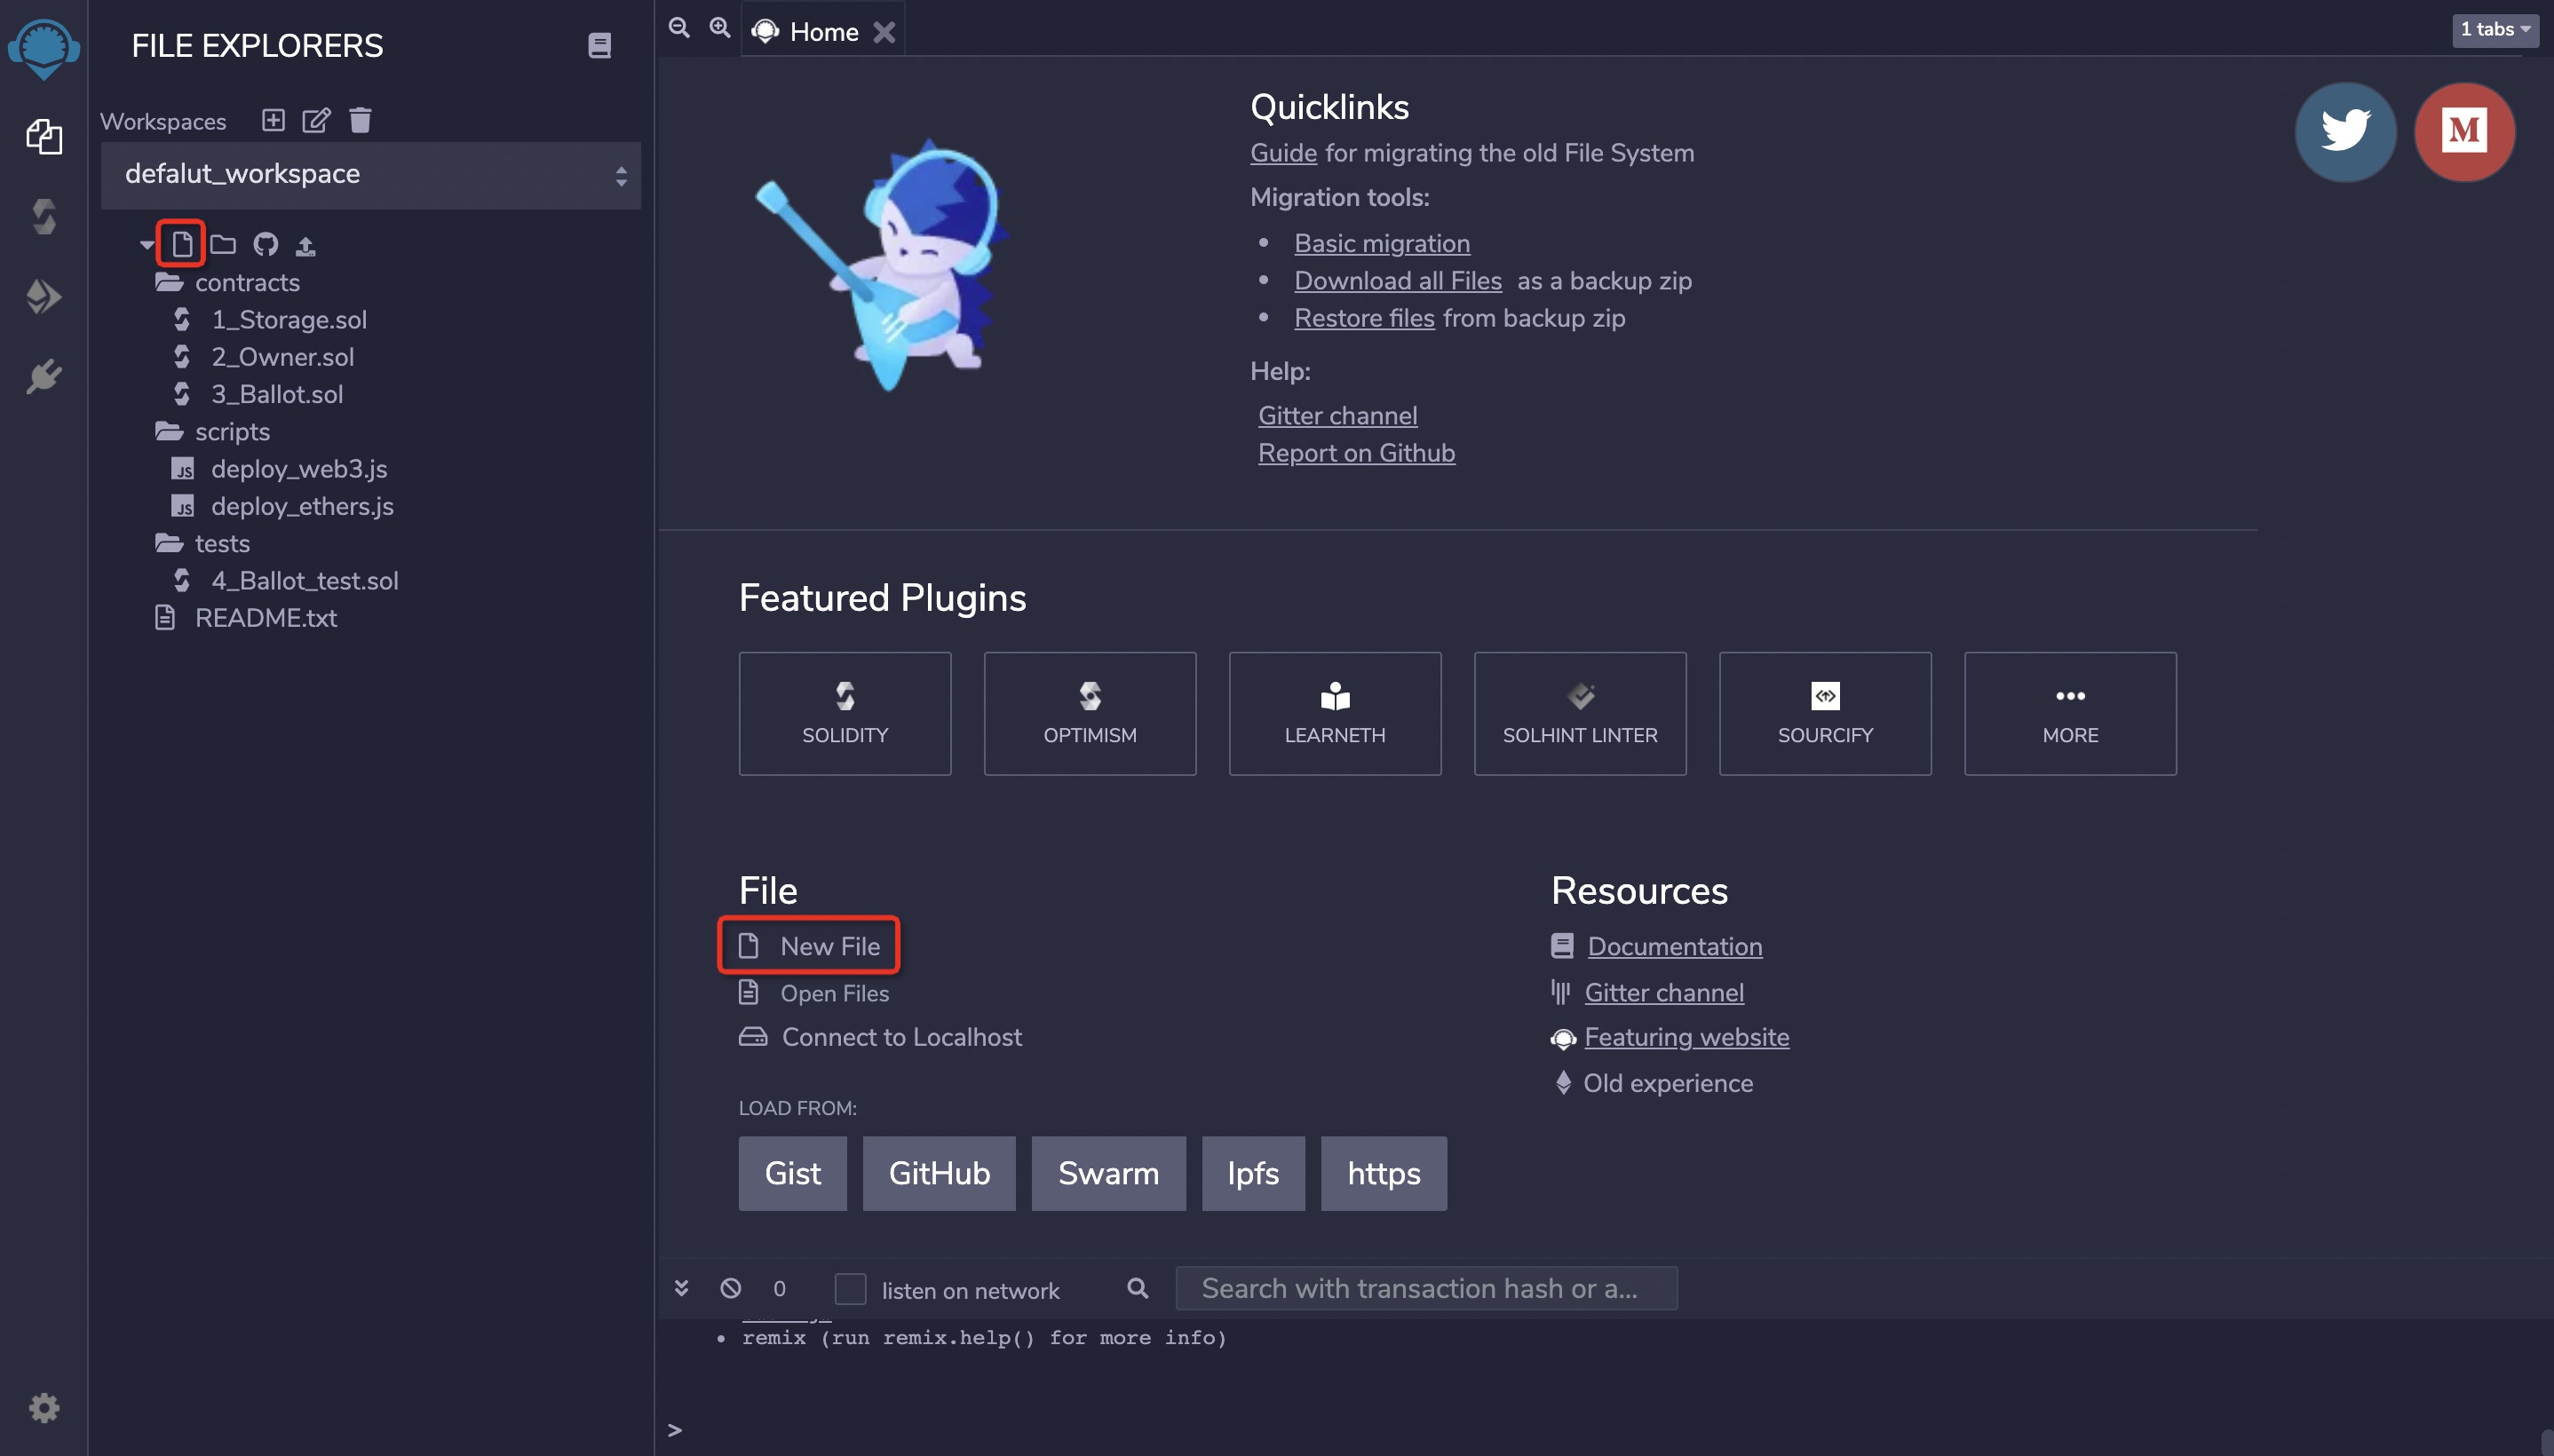 FILE EXPLORERS
Workspaces
defalut_workspace
contracts
1_Storage.sol
2_Owner.sol
3_Ballot.sol
scripts
JS deploy_web3.js
JS deploy_ethers.js
tests
4_Ballot_test.sol
README.txt
Home
1 tabs
Quicklinks
Guide for migrating the old File System
Migration tools:
• Basic migration
• Download all Files as a backup zip
• Restore files from backup zip
Help:
Gitter channel
Report on Github
M
Featured Plugins
SOLIDITY
OPTIMISM
LEARNETH
SOLHINT LINTER
SOURCIFY
MORE
File
New File
Open Files
Connect to Localhost
LOAD FROM:
Gist
GitHub
Swarm
Ipfs
https
Resources
Documentation
Gitter channel
Featuring website
Old experience
0
listen on network
Search with transaction hash or a...
• remix (run remix.help() for more info)
>